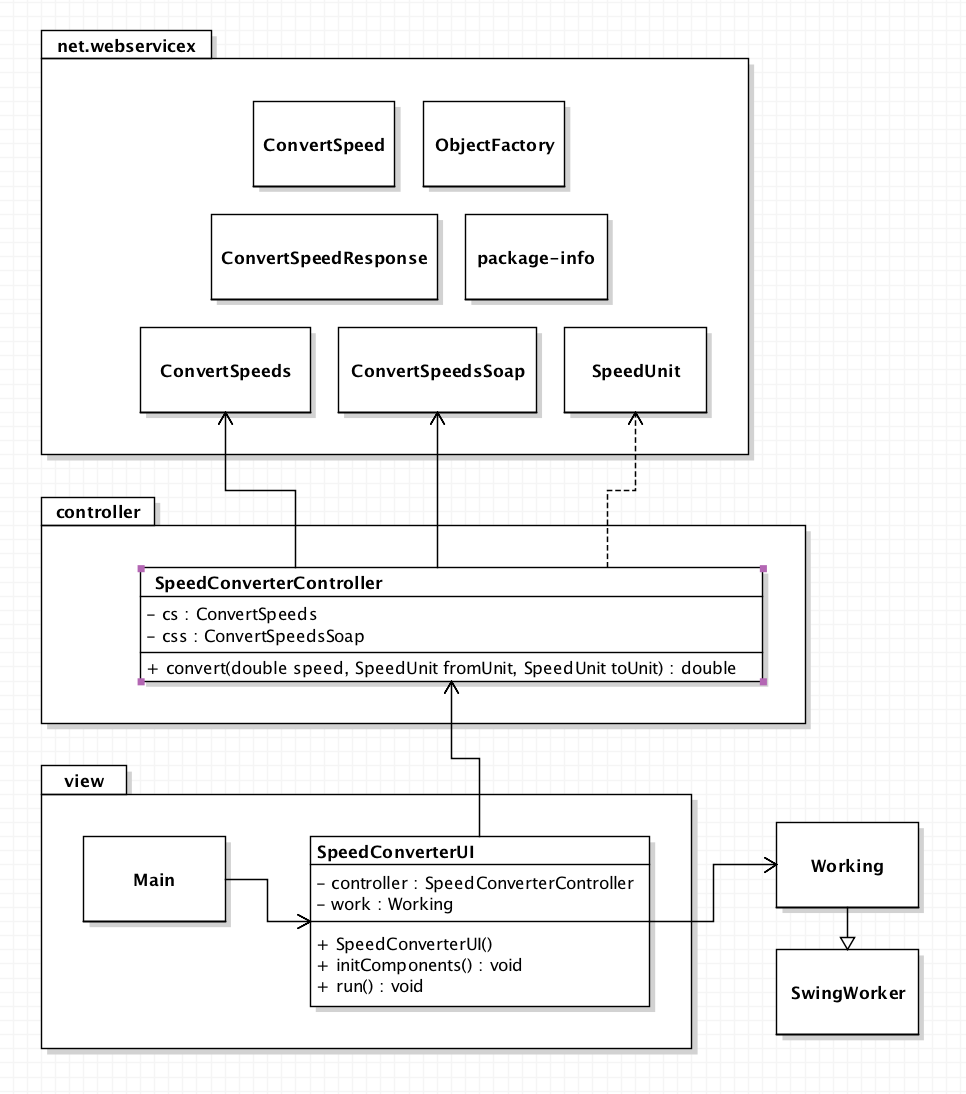 net.webservicex
ConvertSpeed
ObjectFactory
ConvertSpeedResponse
package-info
ConvertSpeeds
ConvertSpeedsSoap
SpeedUnit
controller
SpeedConverterController
- cs : ConvertSpeeds
- css : ConvertSpeedsSoap
+ convert(double speed, SpeedUnit fromUnit, SpeedUnit toUnit) : double
view
Main
SpeedConverterUI
- controller : SpeedConverterController
- work : Working
+ SpeedConverterUI()
+ initComponents() : void
+ run() : void
Working
SwingWorker